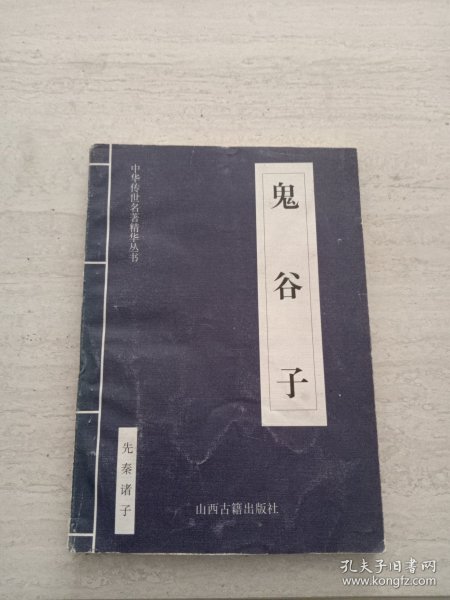 鬼谷子
中华传世名著精华丛书
先秦诸子
山西古籍出版社
孔夫子旧书网
www.kongfz.com